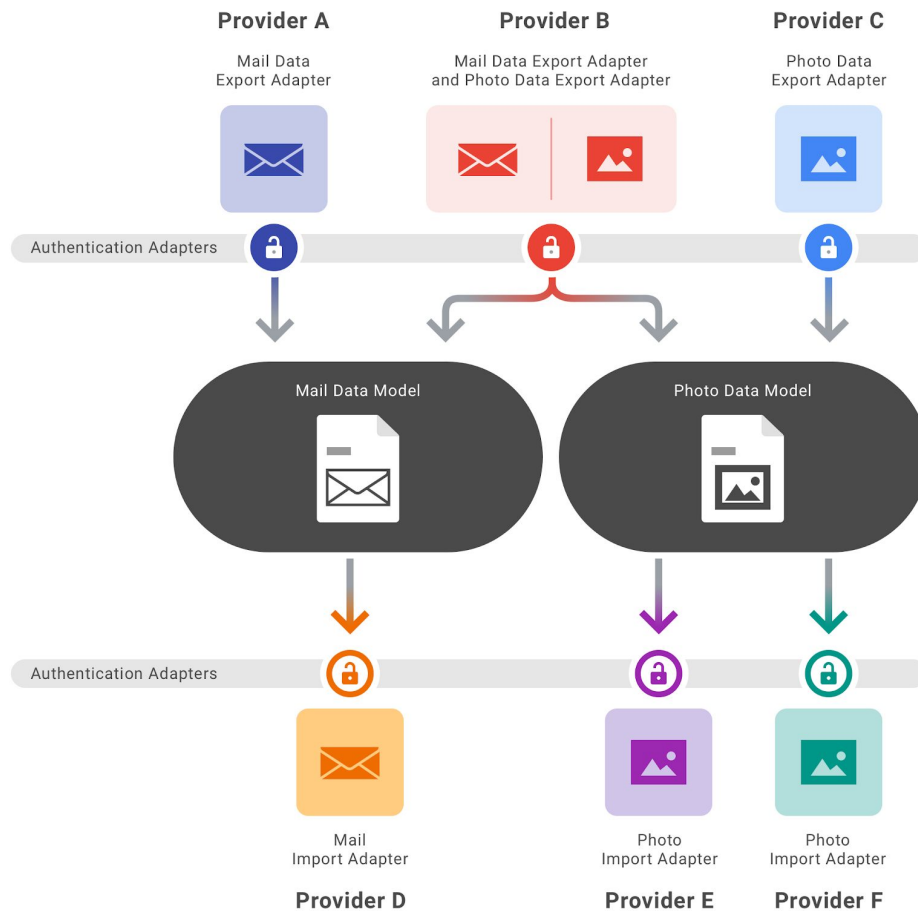 Provider A
Provider B
Provider C
Mail Data
Export Adapter
Mail Data Export Adapter
and Photo Data Export Adapter
Photo Data
Export Adapter
Authentication Adapters
Mail Data Model
Photo Data Model
Authentication Adapters
Mail
Import Adapter
Photo
Import Adapter
Photo
Import Adapter
Provider D
Provider E
Provider F